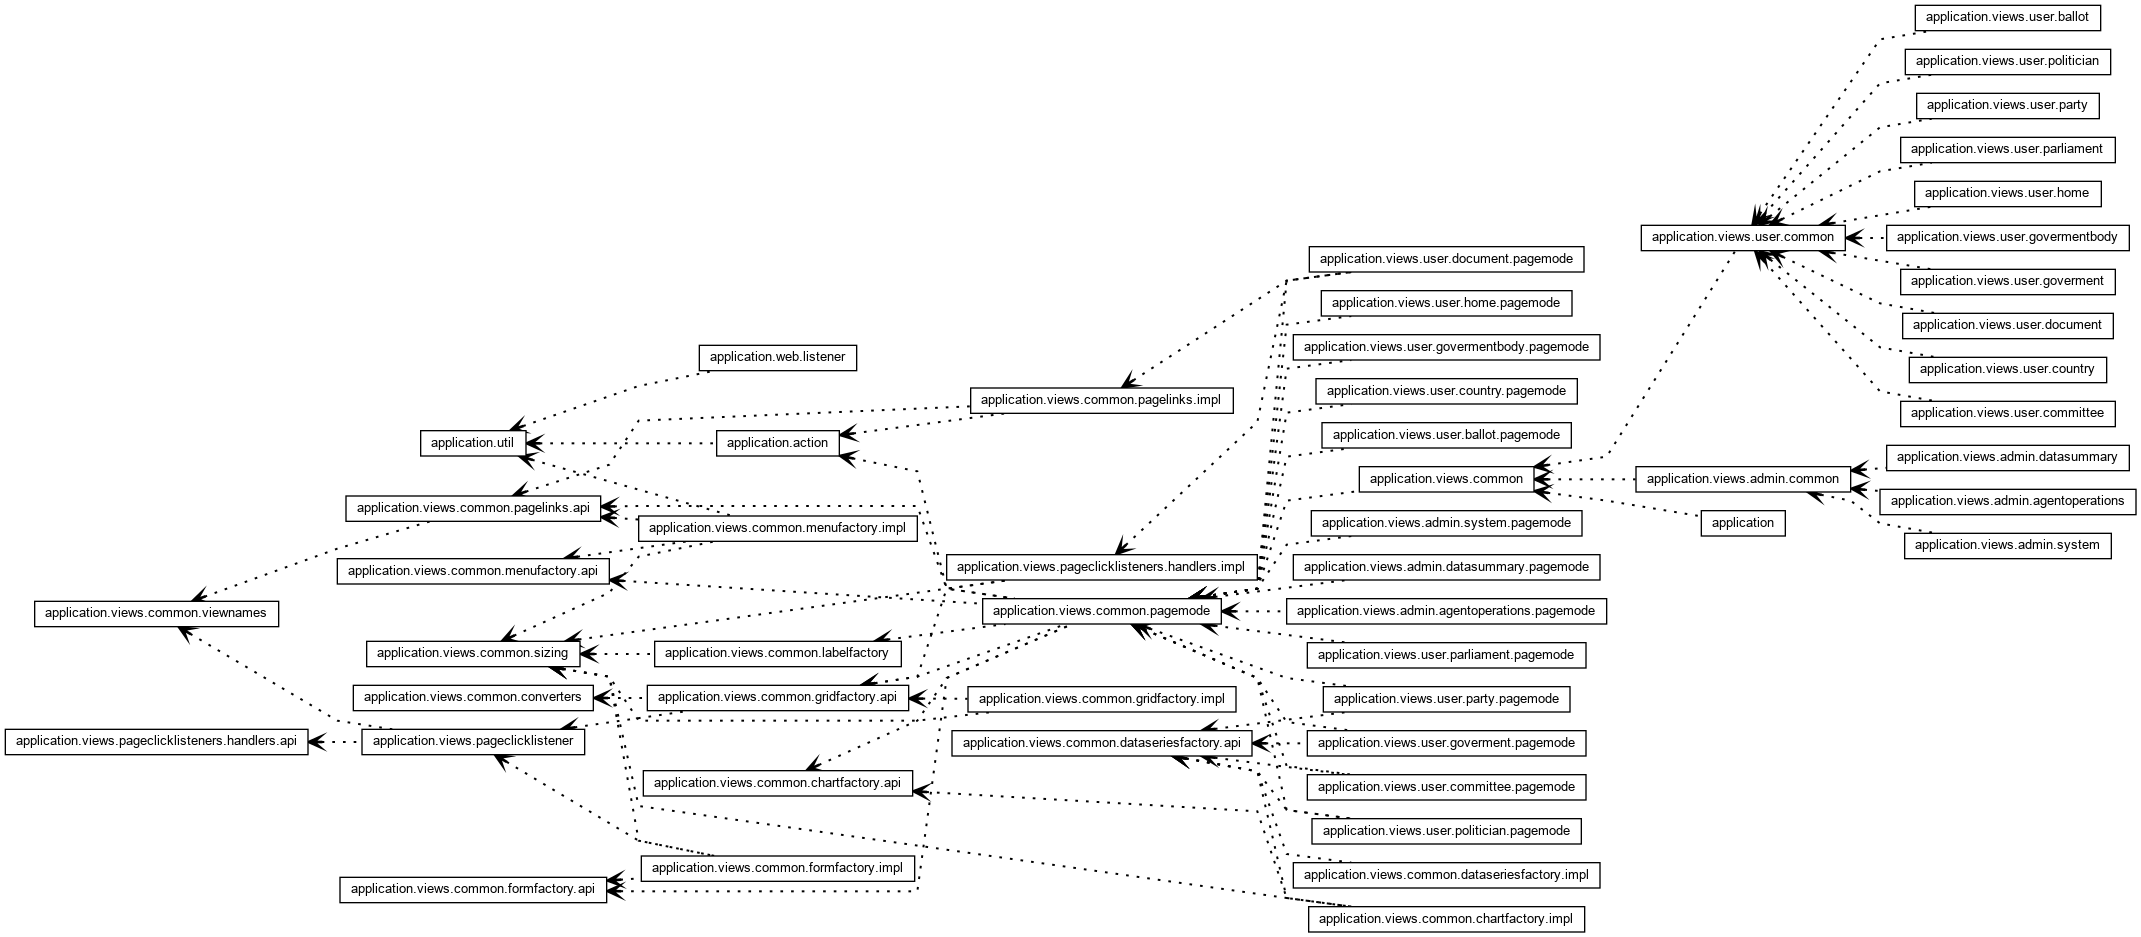 application.views.user.ballot
application.views.user.politician
application.views.user.party
application.views.user.parliament
application.views.user.home
application.views.user.common
application.views.user.govermentbody
application.views.user.document.pagemode
application.views.user.goverment
application.views.user.home.pagemode
application.views.user.document
application.views.user.govermentbody.pagemode
application.web.listener
application.views.user.country
application.views.user.country.pagemode
application.views.common.pagelinks.impl
application.views.user.committee
application.views.user.ballot.pagemode
application.util
application.action
application.views.admin.datasummary
application.views.common
application.views.admin.common
application.views.admin.agentoperations
application.views.common.pagelinks.api
application.views.common.menufactory.impl
application.views.admin.system.pagemode
application
application.views.admin.system
application.views.common.menufactory.api
application.views.pageclicklisteners.handlers.impl
application.views.admin.datasummary.pagemode
application.views.common.viewnames
application.views.common.pagemode
application.views.admin.agentoperations.pagemode
application.views.common.sizing
application.views.common.labelfactory
application.views.user.parliament.pagemode
application.views.common.converters
application.views.common.gridfactory.api
application.views.common.gridfactory.impl
application.views.user.party.pagemode
application.views.pageclicklisteners.handlers.api
application.views.pageclicklistener
application.views.common.dataseriesfactory.api
application.views.user.goverment.pagemode
application.views.common.chartfactory.api
application.views.user.committee.pagemode
application.views.user.politician.pagemode
application.views.common.formfactory.impl
application.views.common.dataseriesfactory.impl
application.views.common.formfactory.api
application.views.common.chartfactory.impl